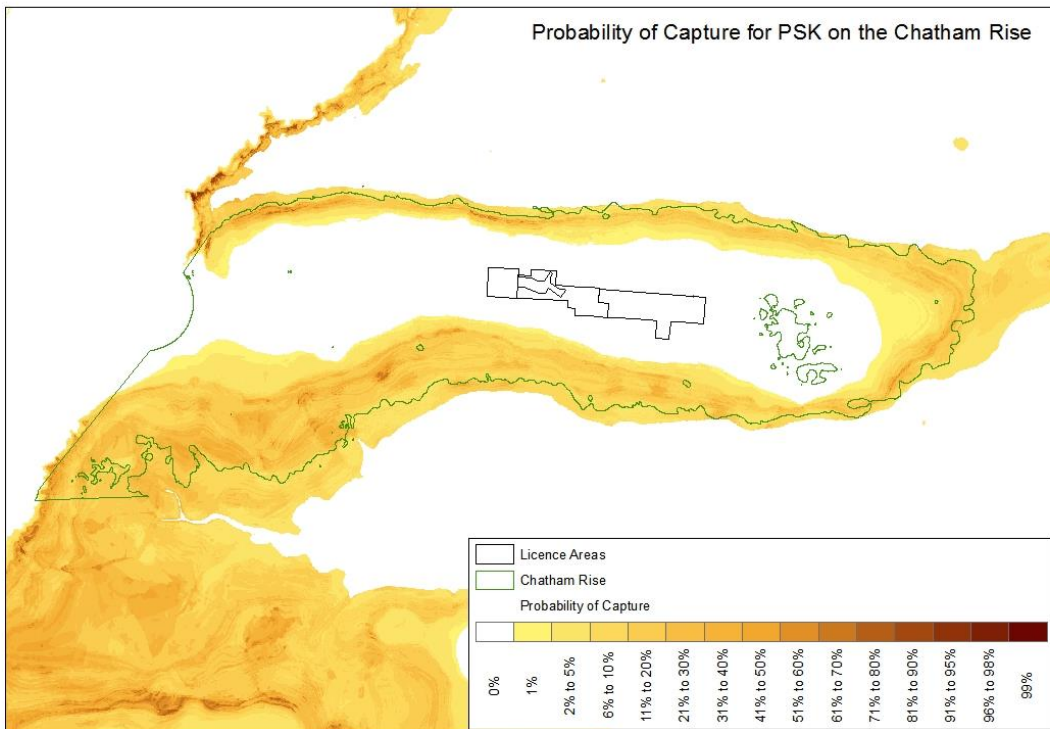 Probability of Capture for PSK on the Chatham Rise
Licence Areas
Chatham Rise
Probability of Capture
0%
1%
2% to 5%
6% to 10%
11% to 20%
21% to 30%
31% to 40%
41% to 50%
51% to 60%
61% to 70%
71% to 80%
81% to 90%
91% to 95%
96% to 98%
99%